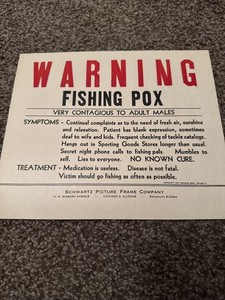 WARNING
FISHING POX
VERY CONTAGIOUS TO ADULT MALES
SYMPTOMS - Continual complaints as to the need of fresh air, sunshine
and relaxation. Patient has blank expression, sometimes
deaf to wife and kids. Frequent checking of tackle catalogs.
Hangs out in Sporting Goods Stores longer than usual.
Secret night phone calls to fishing pals. Mumbles to
self. Lies to everyone. NO KNOWN CURE.
TREATMENT - Medication is useless. Disease is not fatal.
Victim should go fishing as often as possible.
SCHWARTZ PICTURE FRAME COMPANY
CHICAGO 2, ILLINOIS